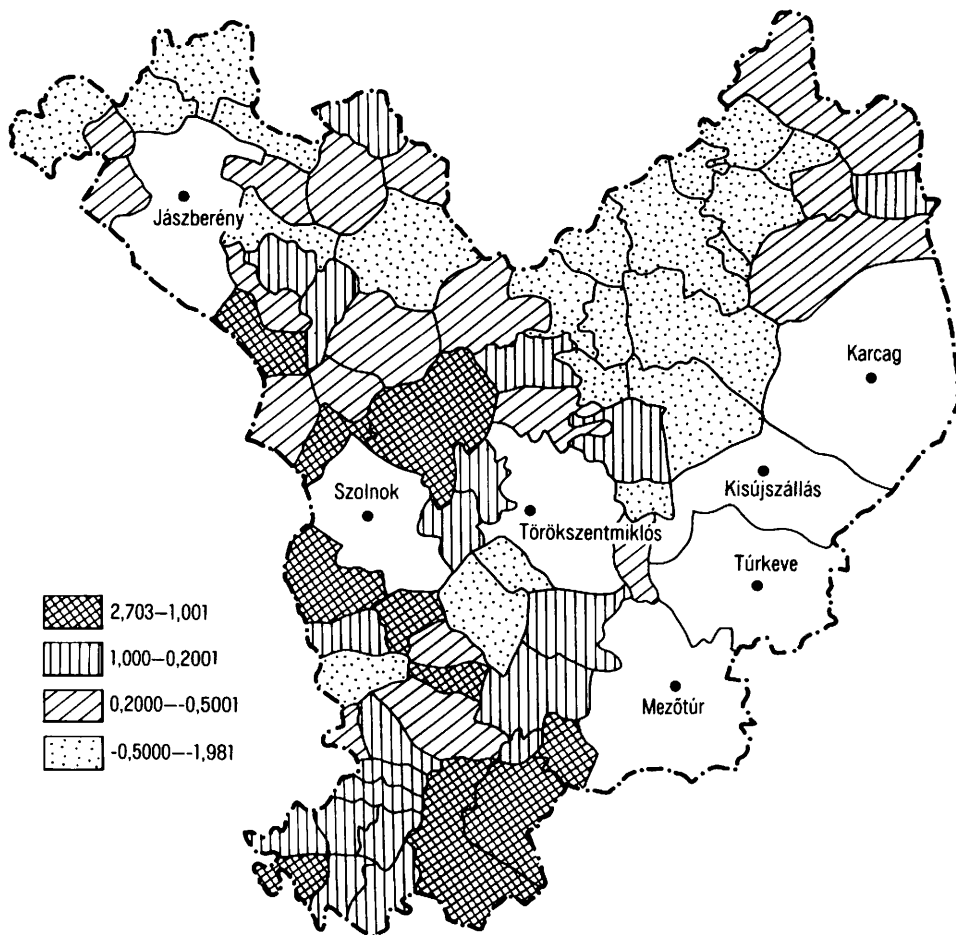 Jászberény
Karcag
Szolnok
Kisújszállás
Törökszentmiklós
Túrkeve
Mezőtúr
2,703—1,001
1,000—0,2001
0,2000—-0,5001
-0,5000—-1,981